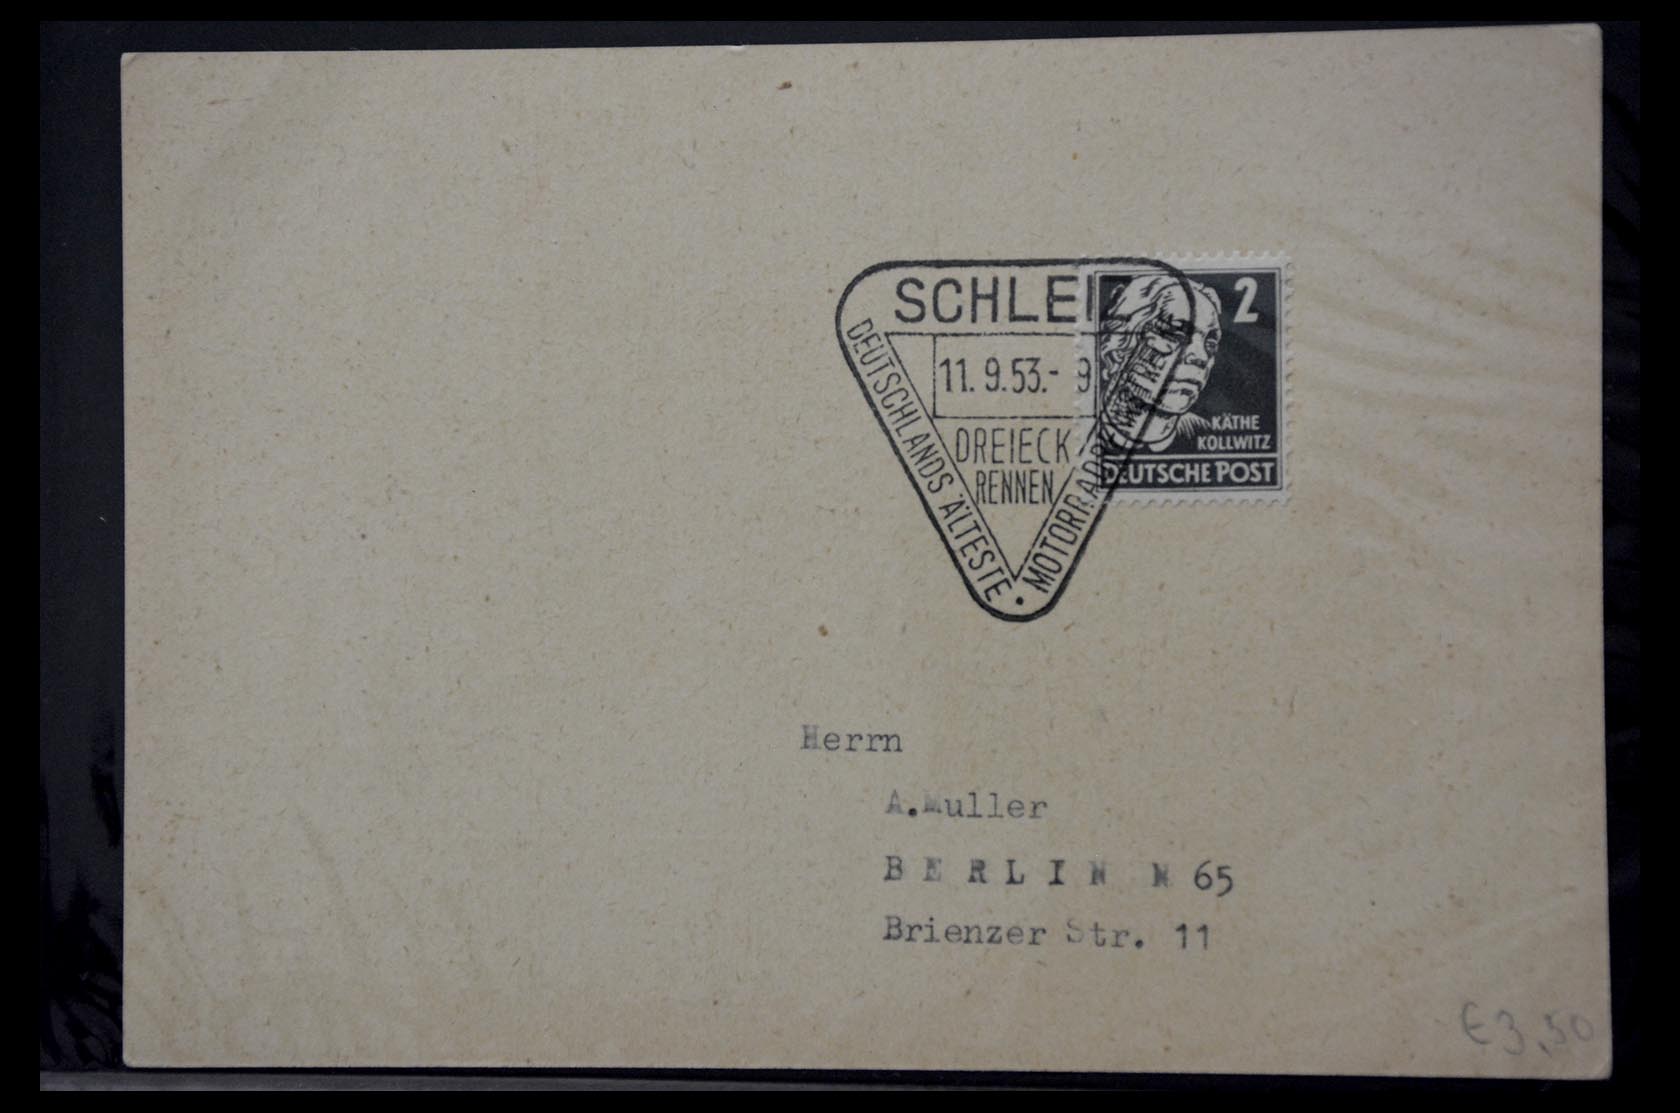 SCHLEIZ
11. 9.53.- 9
DREIECK
RENNEN
DEUTSCHLANDS ÄLTESTE • MOTORRADRENNSTRECKE
2
KÄTHE
KOLLWITZ
DEUTSCHE POST
Herrn
A.Muller
BERLIN N 65
Brienzer Str. 11
€3,50